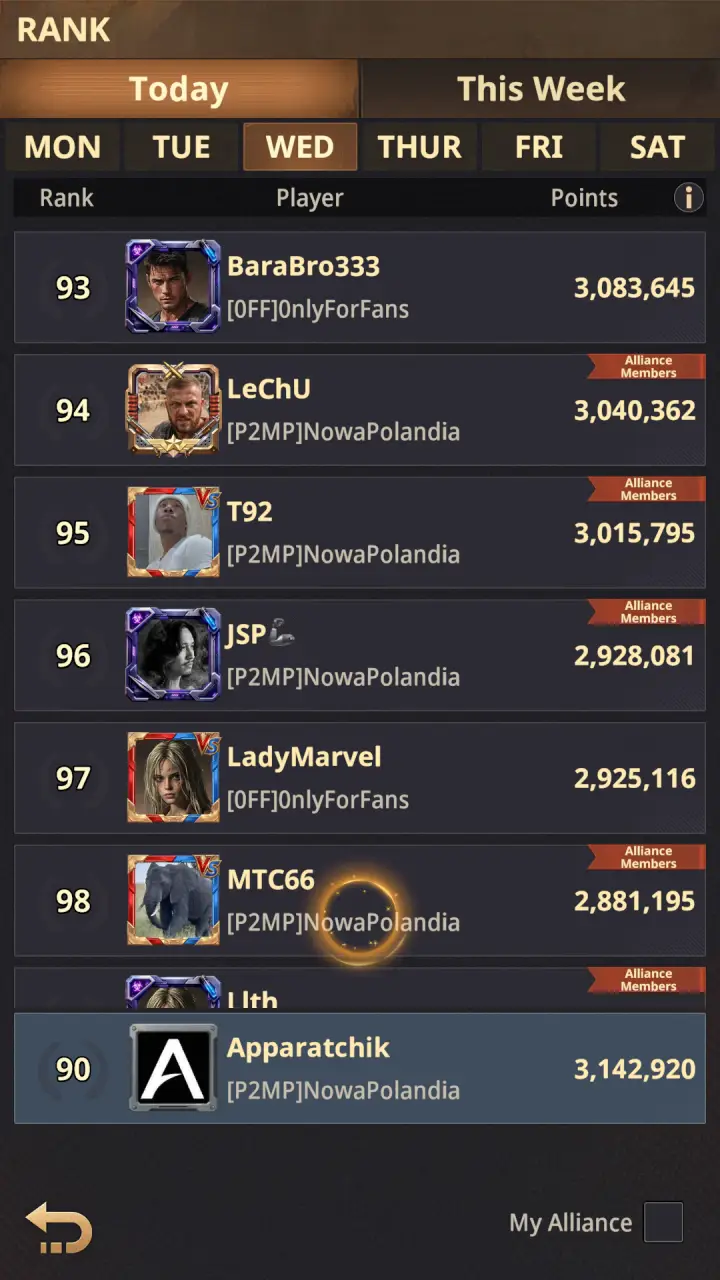 RANK
Today
This Week
MON
TUE
WED
THUR
FRI
SAT
Rank
Player
Points
93
BaraBro333
[0FF]0nlyForFans
3,083,645
Alliance
Members
94
LeChU
[P2MP]NowaPolandia
3,040,362
Alliance
Members
95
T92
[P2MP]NowaPolandia
3,015,795
Alliance
Members
96
JSP💪
[P2MP]NowaPolandia
2,928,081
97
LadyMarvel
[0FF]0nlyForFans
2,925,116
Alliance
Members
98
MTC66
[P2MP]NowaPolandia
2,881,195
Alliance
Members
90
Apparatchik
[P2MP]NowaPolandia
3,142,920
My Alliance